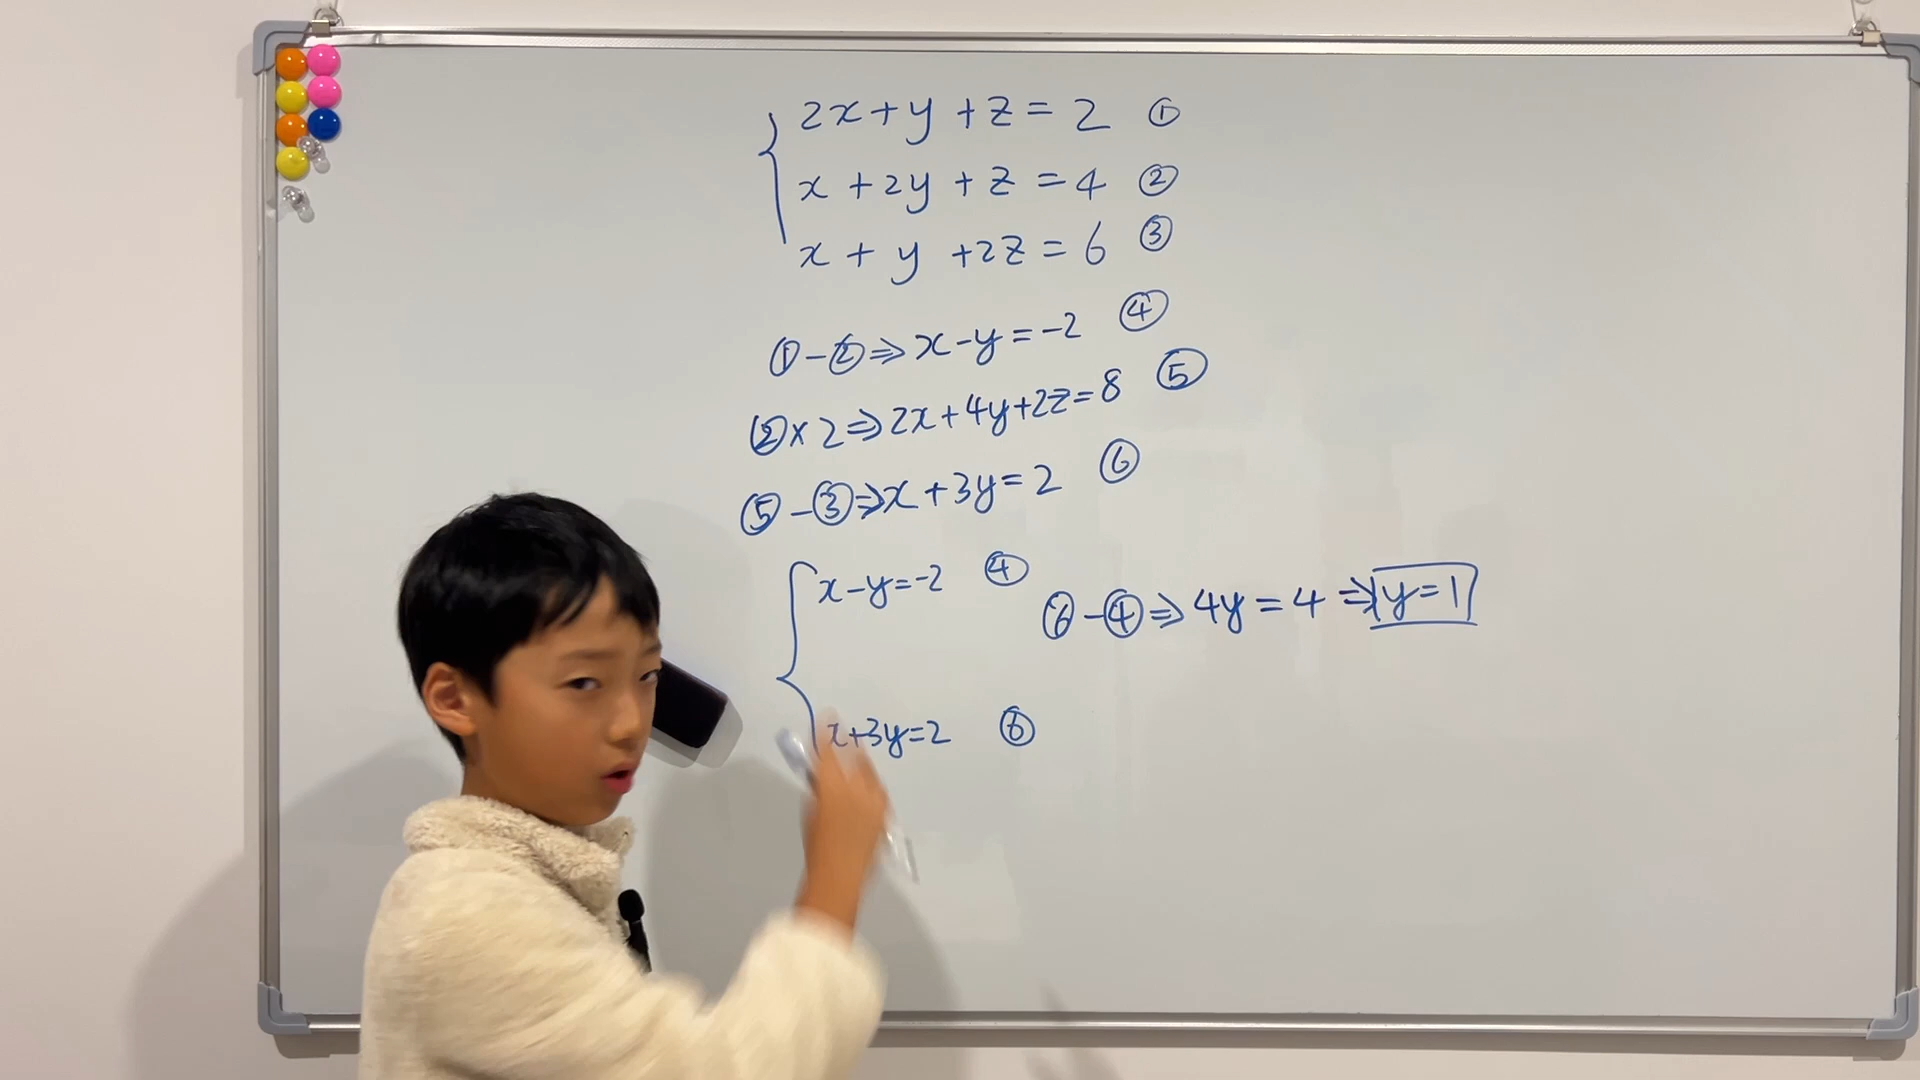 2x+y+z=2 ①
x+2y+z=4 ②
x+y+2z=6 ③
①-②⇒x-y=-2 ④
②×2⇒2x+4y+2z=8 ⑤
⑤-③⇒x+3y=2 ⑥
x-y=-2 ④
⑥-④⇒4y=4⇒y=1
x+3y=2 ⑥